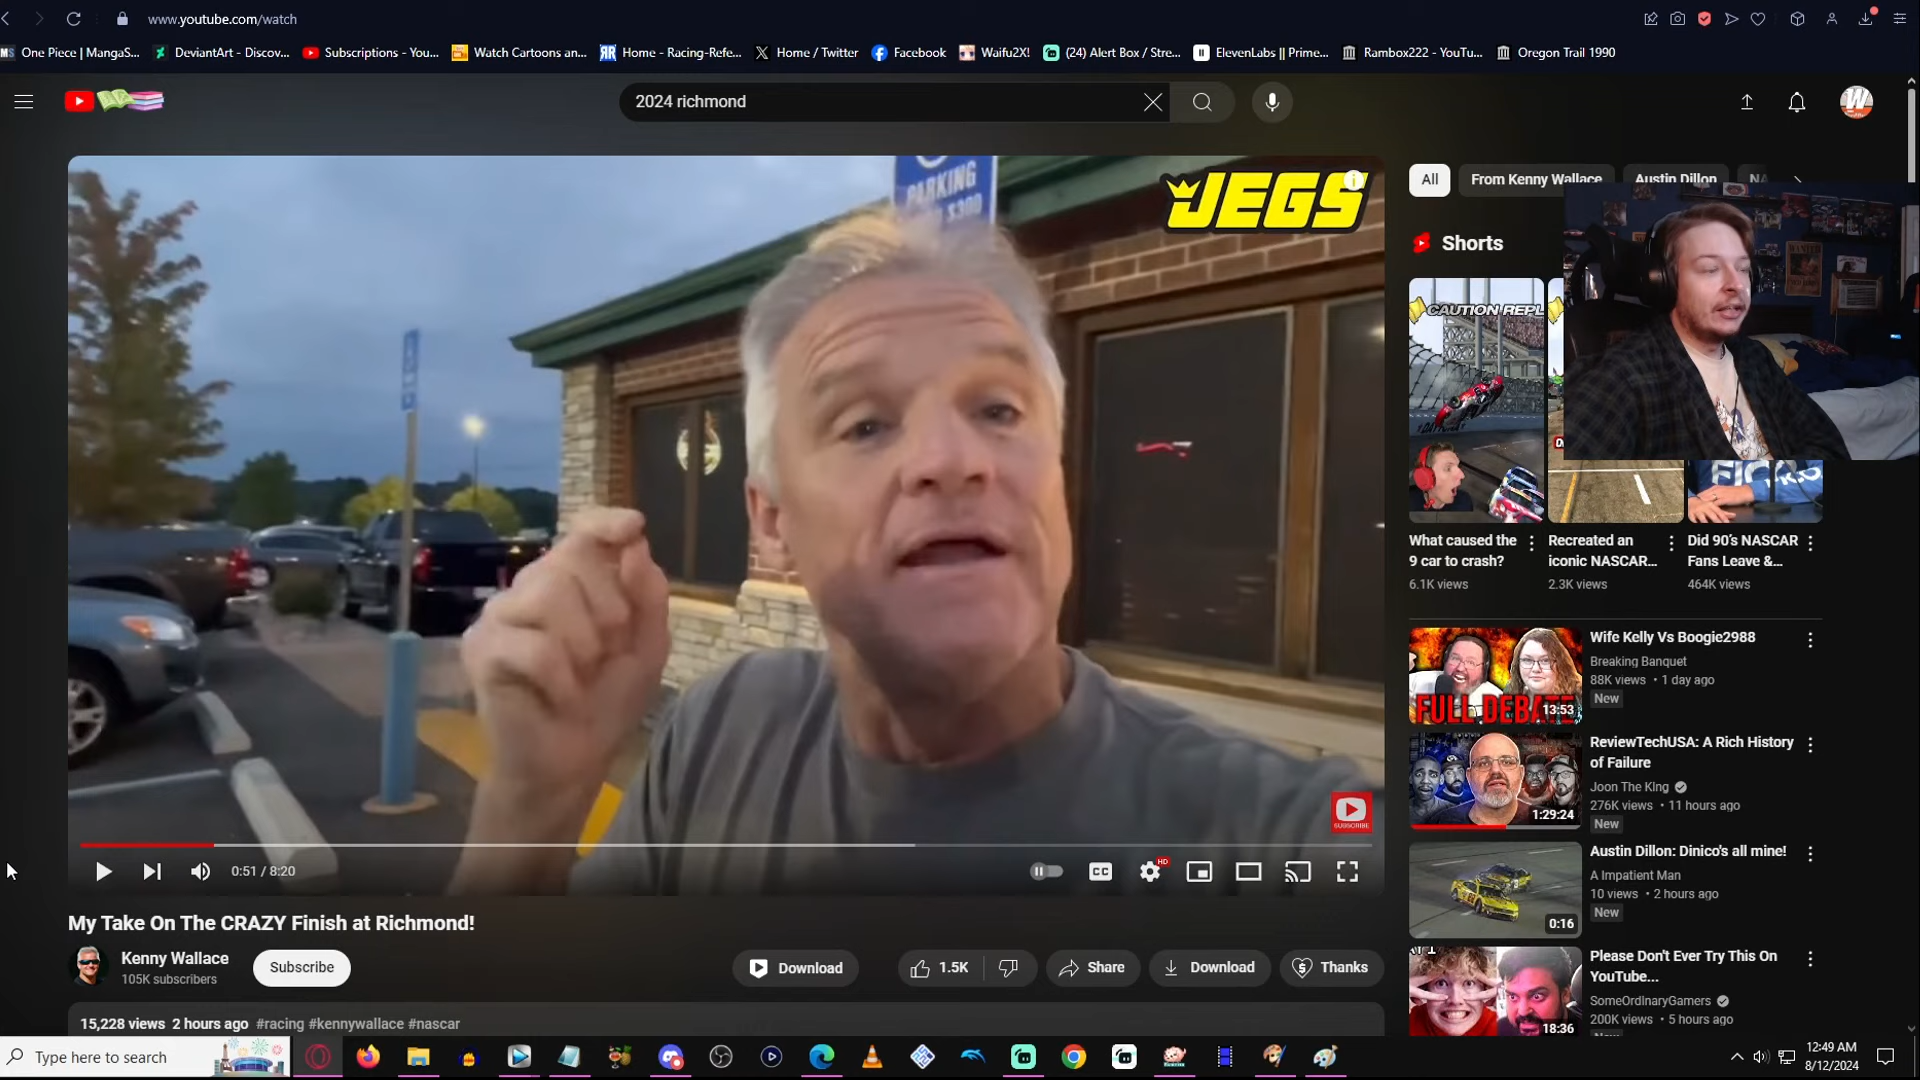 www.youtube.com/watch
One Piece | MangaS...
DeviantArt - Discov...
Subscriptions - You...
Watch Cartoons an...
Home - Racing-Refe...
Home / Twitter
Facebook
Waifu2X!
(24) Alert Box / Stre...
ElevenLabs || Prime...
Rambox222 - YouTu...
Oregon Trail 1990
2024 richmond
PARKING
$300
JEGS
All
From Kenny Wallace
Austin Dillon
Shorts
CAUTION REPL
What caused the
9 car to crash?
6.1K views
Recreated an
iconic NASCAR...
2.3K views
Did 90's NASCAR
Fans Leave &...
464K views
FULL DEBATE
13:53
Wife Kelly Vs Boogie2988
Breaking Banquet
88K views • 1 day ago
New
1:29:24
ReviewTechUSA: A Rich History
of Failure
Joon The King
276K views • 11 hours ago
New
0:16
Austin Dillon: Dinico's all mine!
A Impatient Man
10 views • 2 hours ago
New
18:36
Please Don't Ever Try This On
YouTube...
SomeOrdinaryGamers
200K views • 5 hours ago
SUBSCRIBE
0:51 / 8:20
CC
HD
My Take On The CRAZY Finish at Richmond!
Kenny Wallace
105K subscribers
Subscribe
Download
1.5K
Share
Download
Thanks
15,228 views 2 hours ago #racing #kennywallace #nascar
Type here to search
12:49 AM
8/12/2024